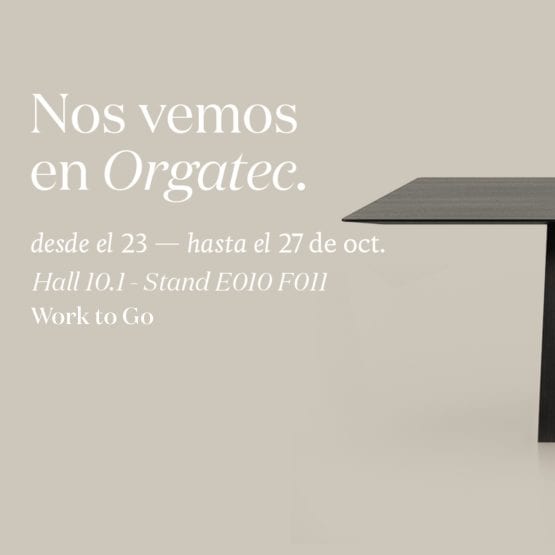 Nos vemos
en Orgatec.
desde el 23 — hasta el 27 de oct.
Hall 10.1 - Stand E010 F011
Work to Go